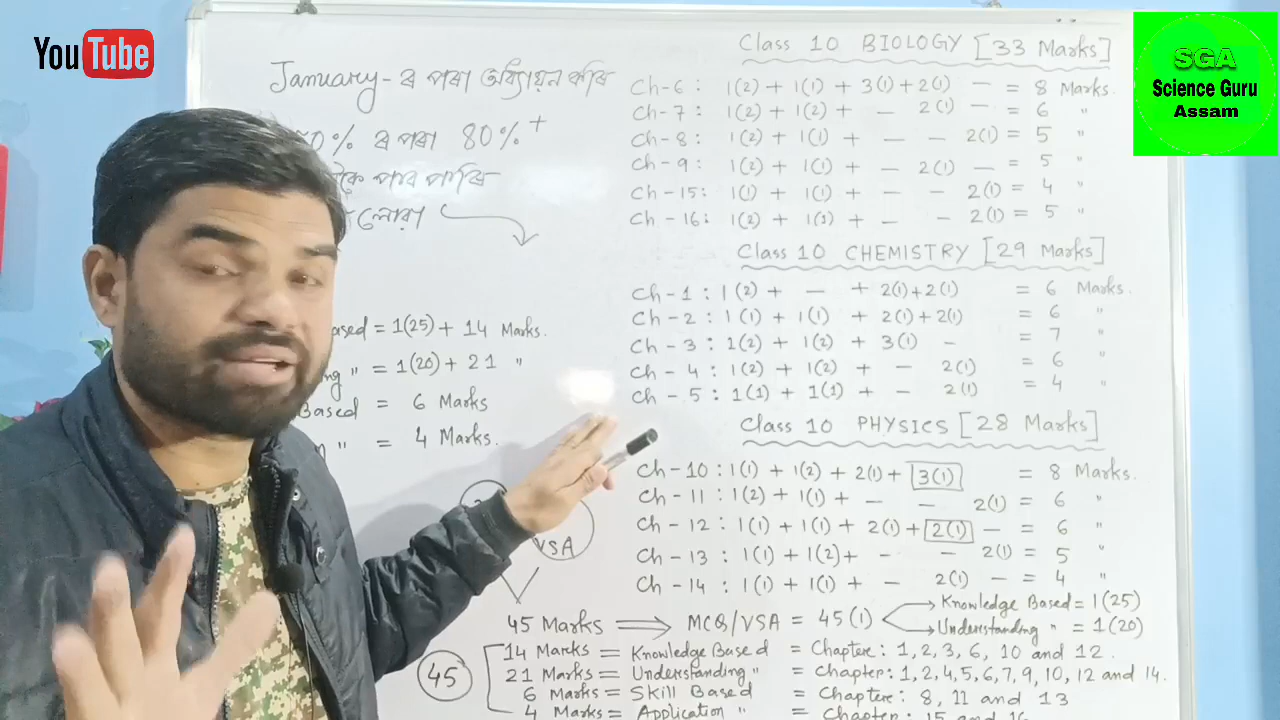 YouTube
SGA
Science Guru
Assam
January-ৰ পৰা অধ্যয়ন কৰি
50% ৰ পৰা 80%+
পাব পাৰি
Based = 1(25) + 14 Marks.
" = 1(20) + 21 "
Based = 6 Marks
" = 4 Marks.
VSA
Class 10 BIOLOGY [33 Marks]
Ch-6: 1(2) + 1(1) + 3(1)+2(1) — = 8 Marks.
Ch-7: 1(2) + 1(2) + — 2(1) — = 6 "
Ch-8: 1(2) + 1(1) + — — 2(1) = 5 "
Ch-9: 1(2) + 1(1) + — 2(1) — = 5 "
Ch-15: 1(1) + 1(1) + — — 2(1) = 4 "
Ch-16: 1(2) + 1(1) + — — 2(1) = 5 "
Class 10 CHEMISTRY [29 Marks]
Ch-1: 1(2) + — + 2(1)+2(1) = 6 Marks.
Ch-2: 1(1) + 1(1) + 2(1)+2(1) = 6 "
Ch-3: 1(2) + 1(2) + 3(1) — = 7 "
Ch-4: 1(2) + 1(2) + — 2(1) = 6 "
Ch-5: 1(1) + 1(1) + — 2(1) = 4 "
Class 10 PHYSICS [28 Marks]
Ch-10: 1(1) + 1(2) + 2(1) + 3(1) = 8 Marks.
Ch-11: 1(2) + 1(1) + — — 2(1) = 6 "
Ch-12: 1(1) + 1(1) + 2(1) + 2(1) — = 6 "
Ch-13: 1(1) + 1(2) + — — 2(1) = 5 "
Ch-14: 1(1) + 1(1) + — 2(1) — = 4 "
45 Marks ⟹ MCQ/VSA = 45(1) → Knowledge Based = 1(25)
→ Understanding " = 1(20)
45
14 Marks = Knowledge Based = Chapter: 1, 2, 3, 6, 10 and 12.
21 Marks = Understanding " = Chapter: 1, 2, 4, 5, 6, 7, 9, 10, 12 and 14.
6 Marks = Skill Based = Chapter: 8, 11 and 13
4 Marks = Application " = Chapter: 15 and 16